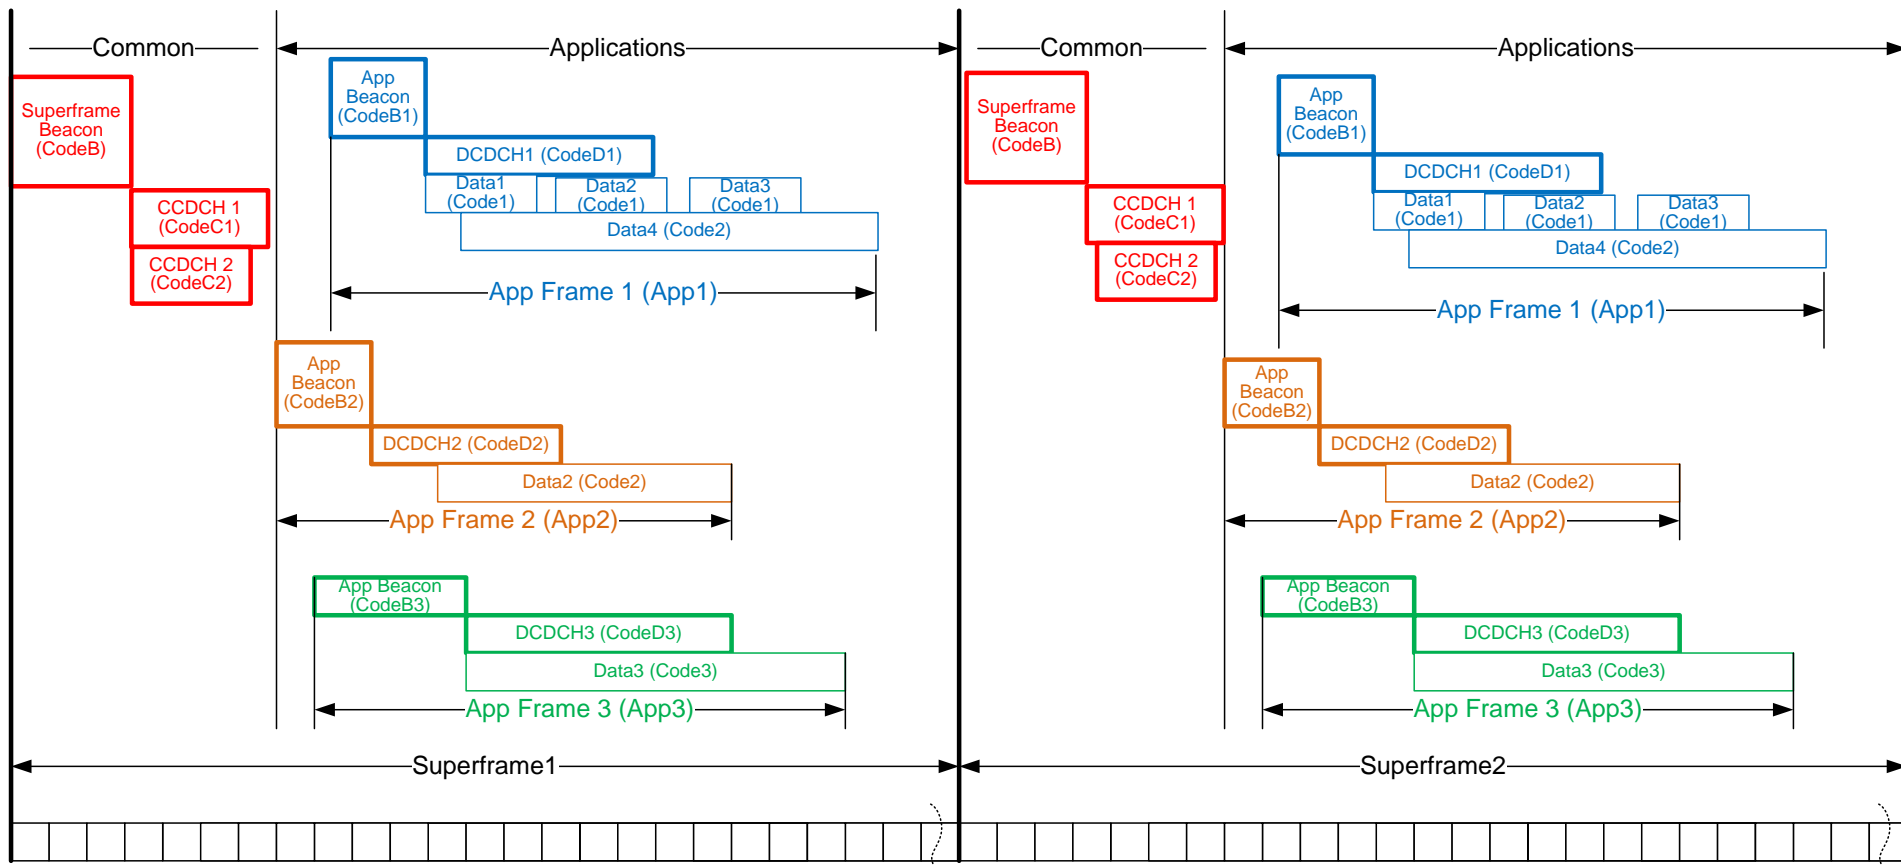 Common
Applications
Common
Applications
Superframe
Beacon
(CodeB)
CCDCH 1
(CodeC1)
CCDCH 2
(CodeC2)
App
Beacon
(CodeB1)
DCDCH1 (CodeD1)
Data1
(Code1)
Data2
(Code1)
Data3
(Code1)
Data4 (Code2)
App Frame 1 (App1)
App
Beacon
(CodeB2)
DCDCH2 (CodeD2)
Data2 (Code2)
App Frame 2 (App2)
App Beacon
(CodeB3)
DCDCH3 (CodeD3)
Data3 (Code3)
App Frame 3 (App3)
Superframe1
Superframe
Beacon
(CodeB)
CCDCH 1
(CodeC1)
CCDCH 2
(CodeC2)
App
Beacon
(CodeB1)
DCDCH1 (CodeD1)
Data1
(Code1)
Data2
(Code1)
Data3
(Code1)
Data4 (Code2)
App Frame 1 (App1)
App
Beacon
(CodeB2)
DCDCH2 (CodeD2)
Data2 (Code2)
App Frame 2 (App2)
App Beacon
(CodeB3)
DCDCH3 (CodeD3)
Data3 (Code3)
App Frame 3 (App3)
Superframe2